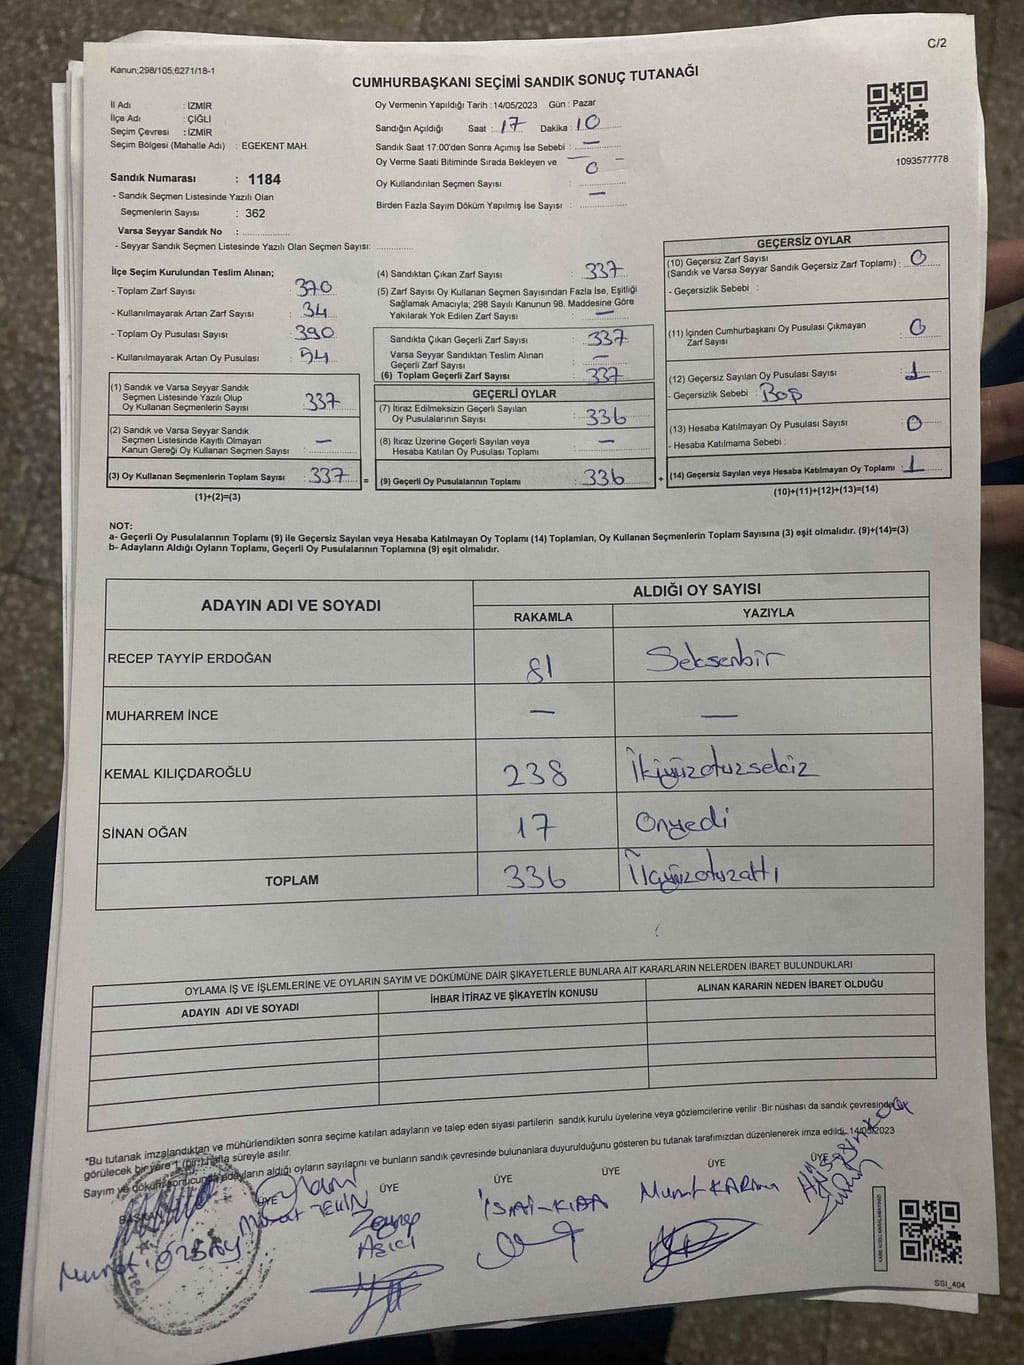 C/2
Kanun;298/105;6271/18-1
CUMHURBAŞKANI SEÇİMİ SANDIK SONUÇ TUTANAĞI
İl Adı : İZMİR
İlçe Adı : ÇİĞLİ
Seçim Çevresi : İZMİR
Seçim Bölgesi (Mahalle Adı) : EGEKENT MAH.
Sandık Numarası : 1184
- Sandık Seçmen Listesinde Yazılı Olan
Seçmenlerin Sayısı : 362
Varsa Seyyar Sandık No :
- Seyyar Sandık Seçmen Listesinde Yazılı Olan Seçmen Sayısı:
Oy Vermenin Yapıldığı Tarih : 14/05/2023 Gün : Pazar
Sandığın Açıldığı Saat : 17 Dakika : 10
Sandık Saat 17:00'den Sonra Açımış İse Sebebi : —
Oy Verme Saati Bitiminde Sırada Bekleyen ve
Oy Kullandırılan Seçmen Sayısı : 0
Birden Fazla Sayım Döküm Yapılmış İse Sayısı : —
1093577778
İlçe Seçim Kurulundan Teslim Alınan;
- Toplam Zarf Sayısı : 370
- Kullanılmayarak Artan Zarf Sayısı : 34
- Toplam Oy Pusulası Sayısı : 390
- Kullanılmayarak Artan Oy Pusulası : 54
(1) Sandık ve Varsa Seyyar Sandık
Seçmen Listesinde Yazılı Olup
Oy Kullanan Seçmenlerin Sayısı : 337
(2) Sandık ve Varsa Seyyar Sandık
Seçmen Listesinde Kayıtlı Olmayan
Kanun Gereği Oy Kullanan Seçmen Sayısı : —
(3) Oy Kullanan Seçmenlerin Toplam Sayısı : 337 =
(1)+(2)=(3)
(4) Sandıktan Çıkan Zarf Sayısı : 337
(5) Zarf Sayısı Oy Kullanan Seçmen Sayısından Fazla İse, Eşitliği
Sağlamak Amacıyla; 298 Sayılı Kanunun 98. Maddesine Göre
Yakılarak Yok Edilen Zarf Sayısı : —
Sandıkta Çıkan Geçerli Zarf Sayısı : 337
Varsa Seyyar Sandıktan Teslim Alınan
Geçerli Zarf Sayısı : —
(6) Toplam Geçerli Zarf Sayısı : 337
GEÇERLİ OYLAR
(7) İtiraz Edilmeksizin Geçerli Sayılan
Oy Pusulalarının Sayısı : 336
(8) İtiraz Üzerine Geçerli Sayılan veya
Hesaba Katılan Oy Pusulası Toplamı : —
(9) Geçerli Oy Pusulalarının Toplamı : 336 +
GEÇERSİZ OYLAR
(10) Geçersiz Zarf Sayısı
(Sandık ve Varsa Seyyar Sandık Geçersiz Zarf Toplamı) : 0
- Geçersizlik Sebebi :
(11) İçinden Cumhurbaşkanı Oy Pusulası Çıkmayan
Zarf Sayısı : 0
(12) Geçersiz Sayılan Oy Pusulası Sayısı : 1
- Geçersizlik Sebebi : Boş
(13) Hesaba Katılmayan Oy Pusulası Sayısı : 0
- Hesaba Katılmama Sebebi :
(14) Geçersiz Sayılan veya Hesaba Katılmayan Oy Toplamı : 1
(10)+(11)+(12)+(13)=(14)
NOT:
a- Geçerli Oy Pusulalarının Toplamı (9) ile Geçersiz Sayılan veya Hesaba Katılmayan Oy Toplamı (14) Toplamları, Oy Kullanan Seçmenlerin Toplam Sayısına (3) eşit olmalıdır. (9)+(14)=(3)
b- Adayların Aldığı Oyların Toplamı, Geçerli Oy Pusulalarının Toplamına (9) eşit olmalıdır.
ADAYIN ADI VE SOYADI
ALDIĞI OY SAYISI
RAKAMLA YAZIYLA
RECEP TAYYİP ERDOĞAN 81 Seksenbir
MUHARREM İNCE — —
KEMAL KILIÇDAROĞLU 238 İkiyüzotuzsekiz
SİNAN OĞAN 17 Onyedi
TOPLAM 336 Üçyüzotuzaltı
OYLAMA İŞ VE İŞLEMLERİNE VE OYLARIN SAYIM VE DÖKÜMÜNE DAİR ŞİKAYETLERLE BUNLARA AİT KARARLARIN NELERDEN İBARET BULUNDUKLARI
ADAYIN ADI VE SOYADI İHBAR İTİRAZ VE ŞİKAYETİN KONUSU ALINAN KARARIN NEDEN İBARET OLDUĞU
*Bu tutanak imzalandıktan ve mühürlendikten sonra seçime katılan adayların ve talep eden siyasi partilerin sandık kurulu üyelerine veya gözlemcilerine verilir .Bir nüshası da sandık çevresinde
görülecek bir yere 1 (bir) hafta süreyle asılır.
Sayım ve döküm sonucunda adayların aldığı oyların sayılarını ve bunların sandık çevresinde bulunanlara duyurulduğunu gösteren bu tutanak tarafımızdan düzenlenerek imza edildi. 14/05/2023
BAŞKAN ÜYE ÜYE ÜYE ÜYE ÜYE ÜYE
Murat ÖZBAY
Murat TEKİN
Zeynep
AŞICI
İSA AKABA
Murat KARMA
SSI_404